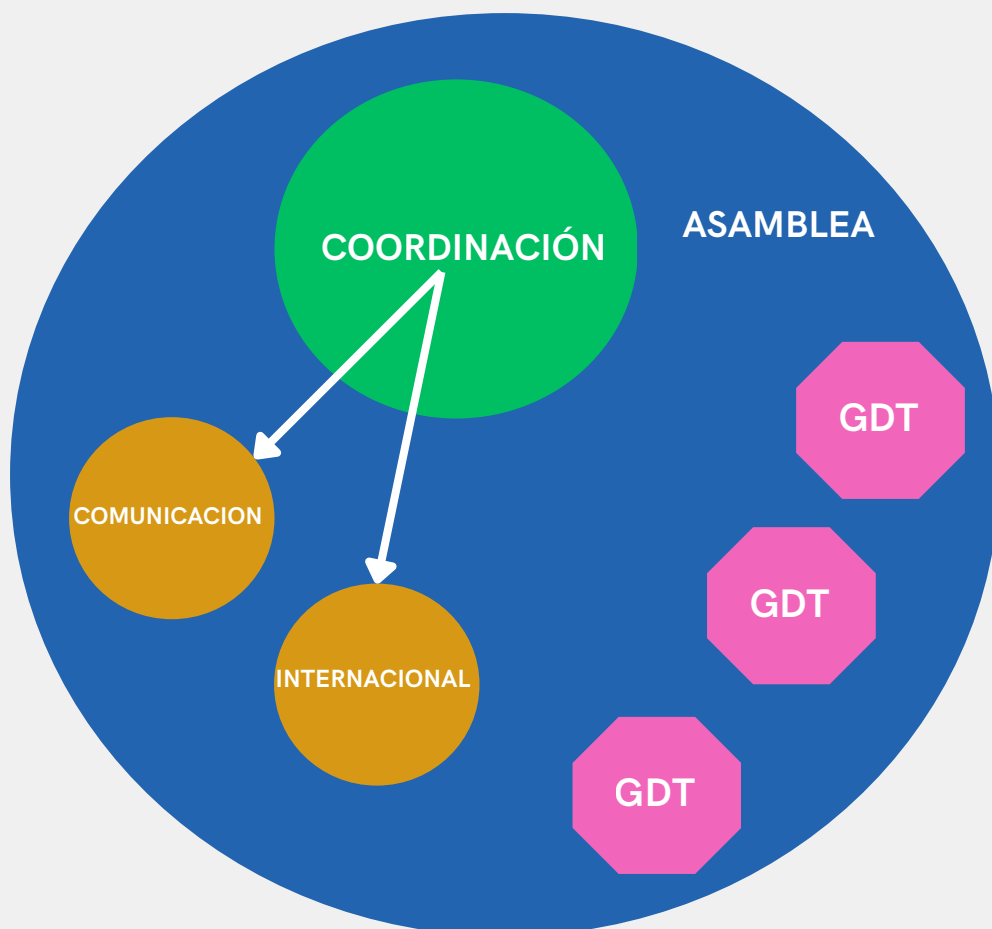 ASAMBLEA
COORDINACIÓN
GDT
COMUNICACION
GDT
INTERNACIONAL
GDT